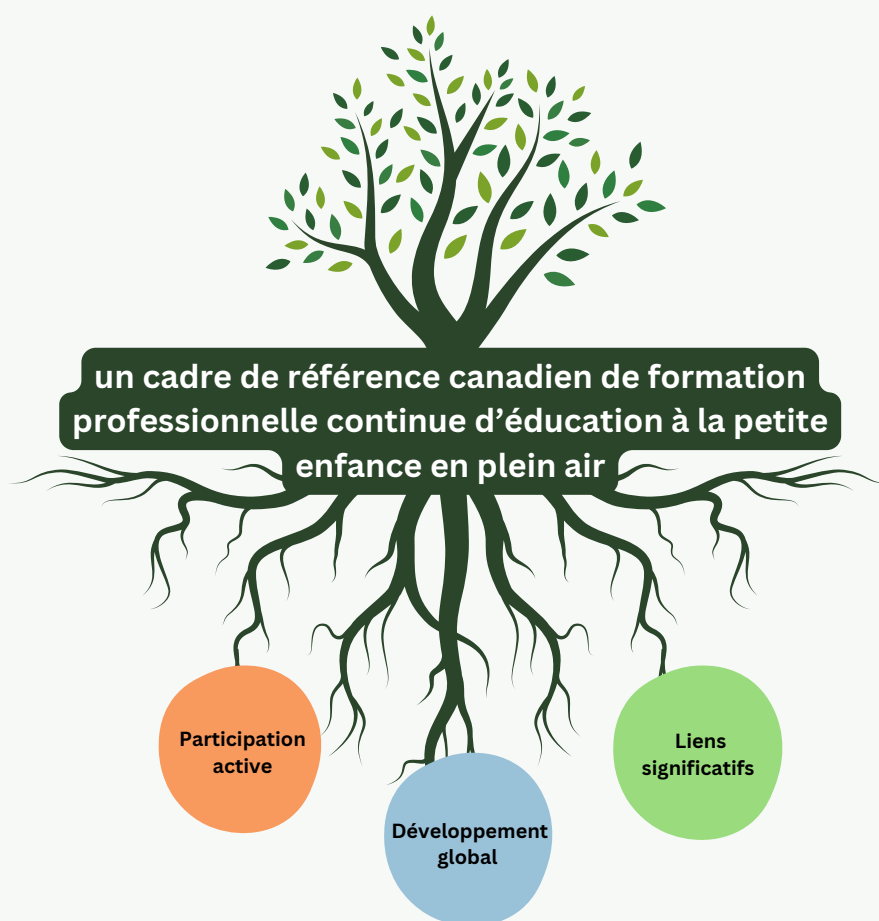 un cadre de référence canadien de formation
professionnelle continue d’éducation à la petite
enfance en plein air
Participation
active
Liens
significatifs
Développement
global